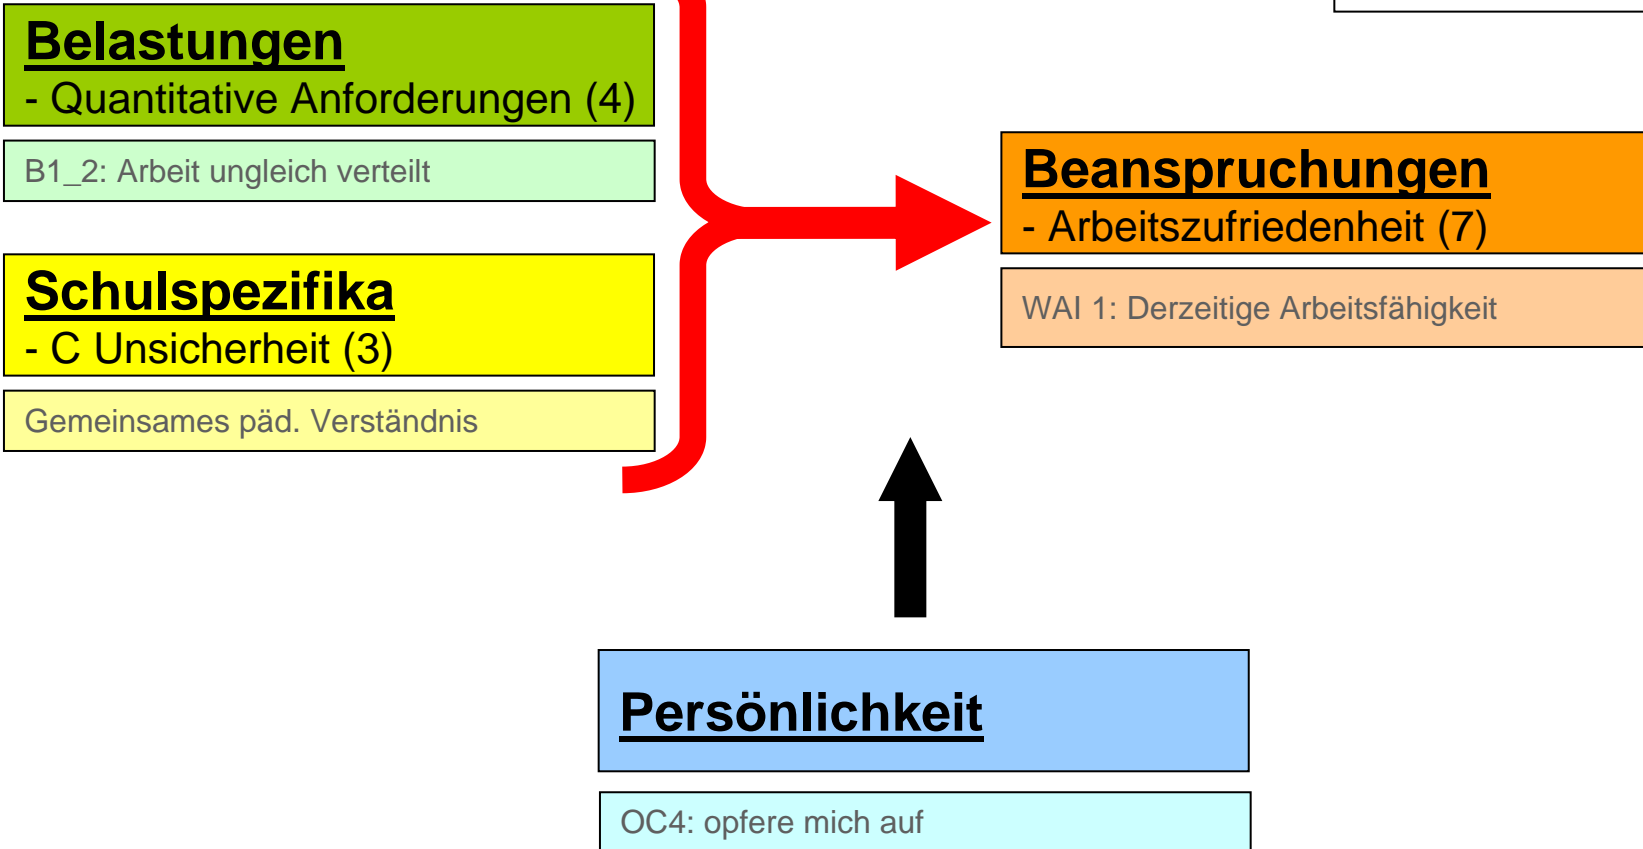 Belastungen
- Quantitative Anforderungen (4)
B1_2: Arbeit ungleich verteilt
Schulspezifika
- C Unsicherheit (3)
Gemeinsames päd. Verständnis
Beanspruchungen
- Arbeitszufriedenheit (7)
WAI 1: Derzeitige Arbeitsfähigkeit
Persönlichkeit
OC4: opfere mich auf